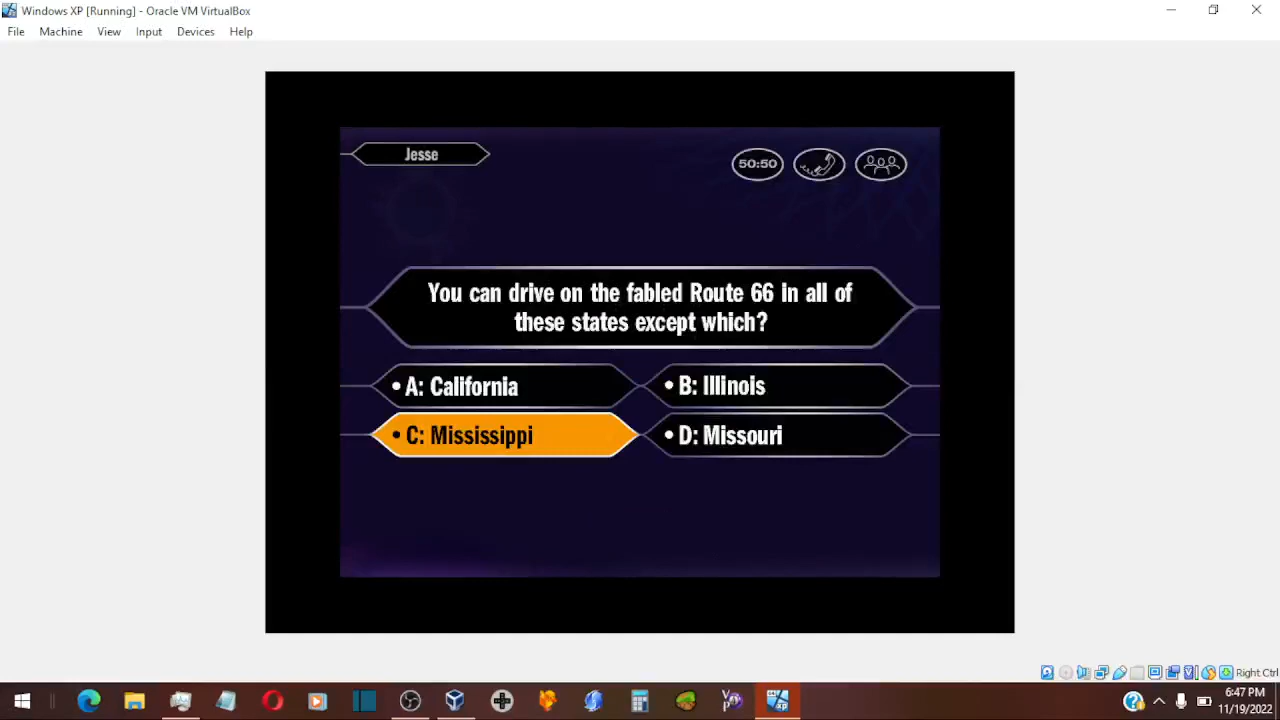 Windows XP [Running] - Oracle VM VirtualBox
File Machine View Input Devices Help
Jesse
50:50
You can drive on the fabled Route 66 in all of
these states except which?
• A: California
• B: Illinois
• C: Mississippi
• D: Missouri
Right Ctrl
6:47 PM
11/19/2022